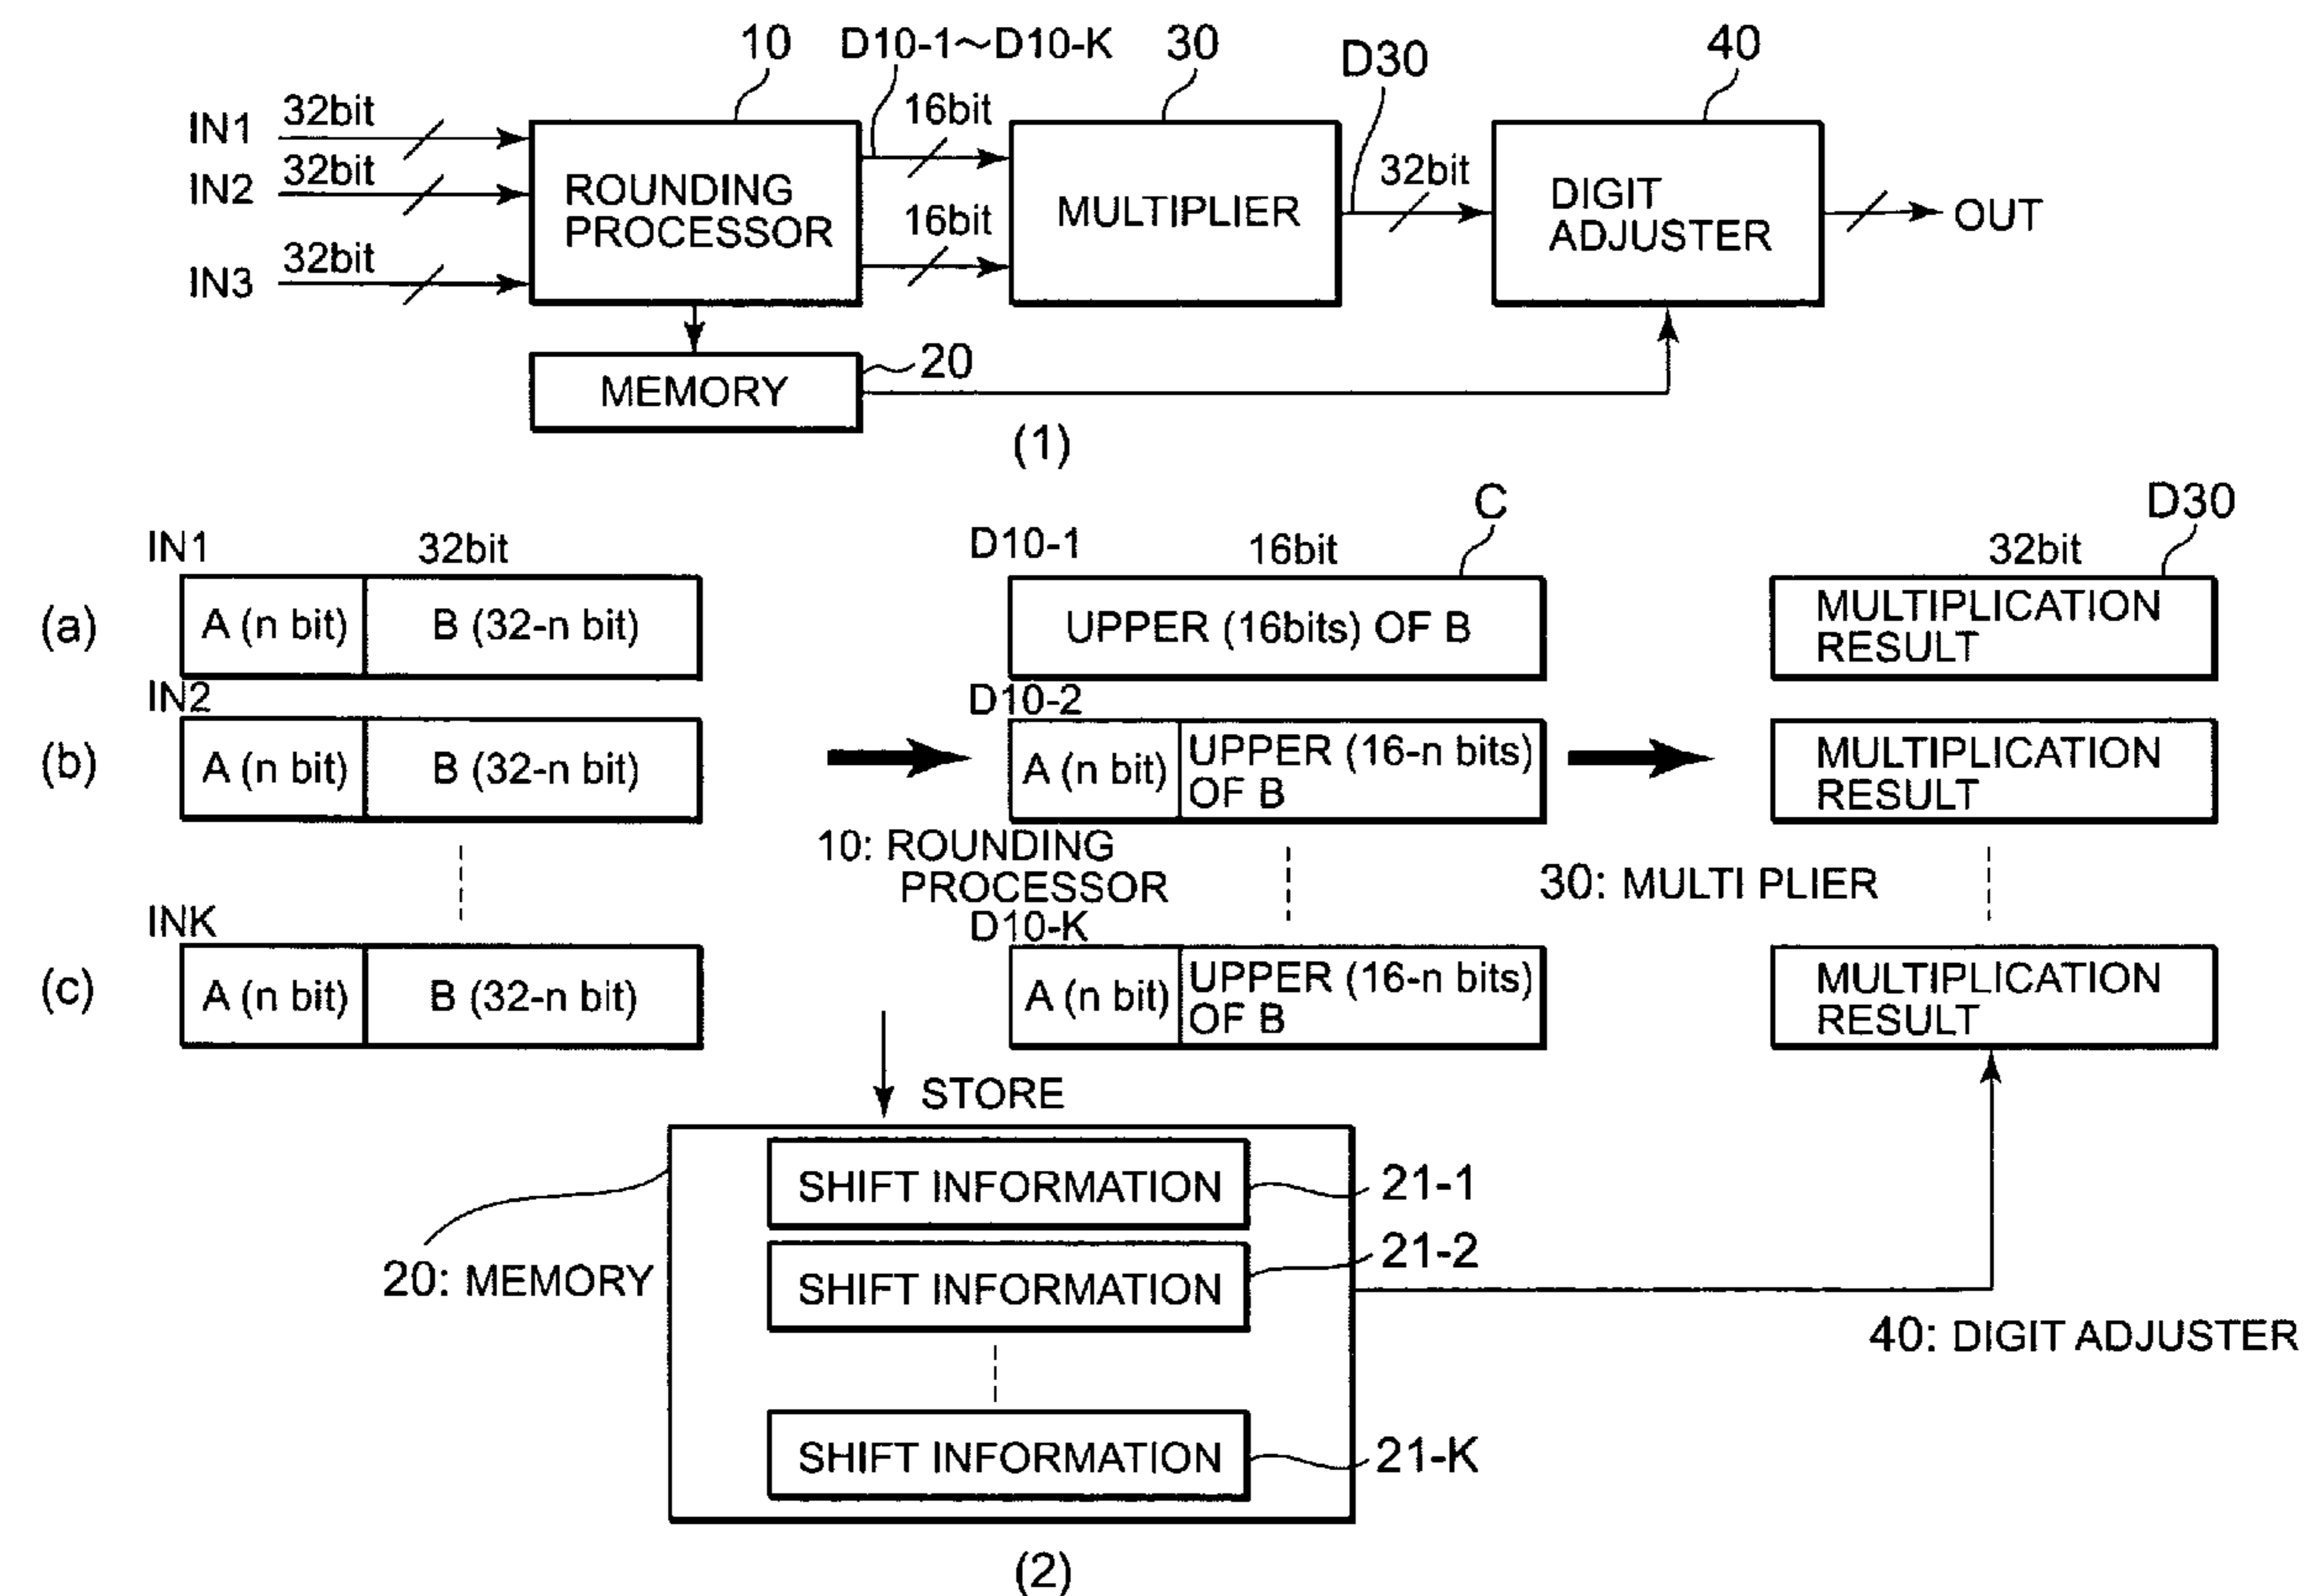 10
D10-1～D10-K
30
D30
40
IN1
32bit
16bit
IN2
32bit
ROUNDING
PROCESSOR
MULTIPLIER
32bit
DIGIT
ADJUSTER
OUT
16bit
IN3
32bit
MEMORY
20
(1)
C
D30
IN1
32bit
D10-1
16bit
32bit
(a)
A (n bit)
B (32-n bit)
UPPER (16bits) OF B
MULTIPLICATION
RESULT
IN2
D10-2
(b)
A (n bit)
B (32-n bit)
A (n bit)
UPPER (16-n bits)
OF B
MULTIPLICATION
RESULT
10: ROUNDING
PROCESSOR
30: MULTI PLIER
INK
D10-K
(c)
A (n bit)
B (32-n bit)
A (n bit)
UPPER (16-n bits)
OF B
MULTIPLICATION
RESULT
STORE
SHIFT INFORMATION
21-1
20: MEMORY
SHIFT INFORMATION
21-2
40: DIGIT ADJUSTER
SHIFT INFORMATION
21-K
(2)